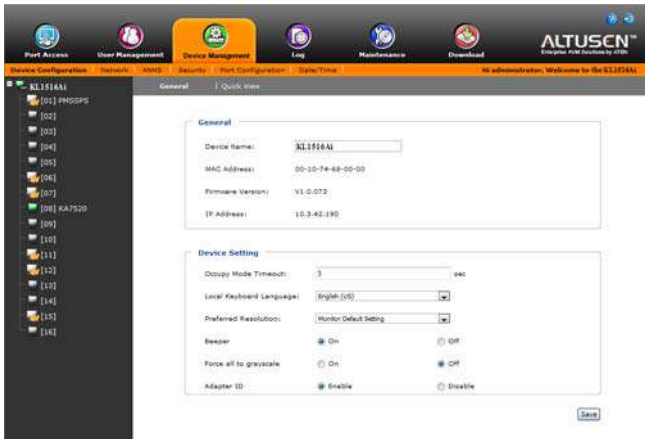 ALTUSEN™
Enterprise KVM Solutions by ATEN
Port Access
User Management
Device Management
Log
Maintenance
Download
Device Configuration
Network
ANMS
Security
Port Configuration
Date/Time
Hi administrator, Welcome to the KL1516Ai
General
Quick View
KL1516Ai
[01] PMSSPS
[02]
[03]
[04]
[05]
[06]
[07]
[08] KA7520
[09]
[10]
[11]
[12]
[13]
[14]
[15]
[16]
General
Device Name: KL1516Ai
MAC Address: 00-10-74-68-00-00
Firmware Version: V1.0.073
IP Address: 10.3.42.190
Device Setting
Occupy Mode Timeout: 3 sec
Local Keyboard Language: English (US)
Preferred Resolution: Monitor Default Setting
Beeper On Off
Force all to grayscale On Off
Adapter ID Enable Disable
Save